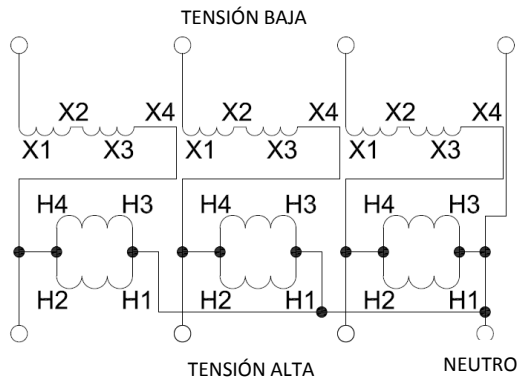 TENSIÓN BAJA
X2 X4 X2 X4 X2 X4
X1 X3 X1 X3 X1 X3
H4 H3 H4 H3 H4 H3
H2 H1 H2 H1 H2 H1
TENSIÓN ALTA NEUTRO